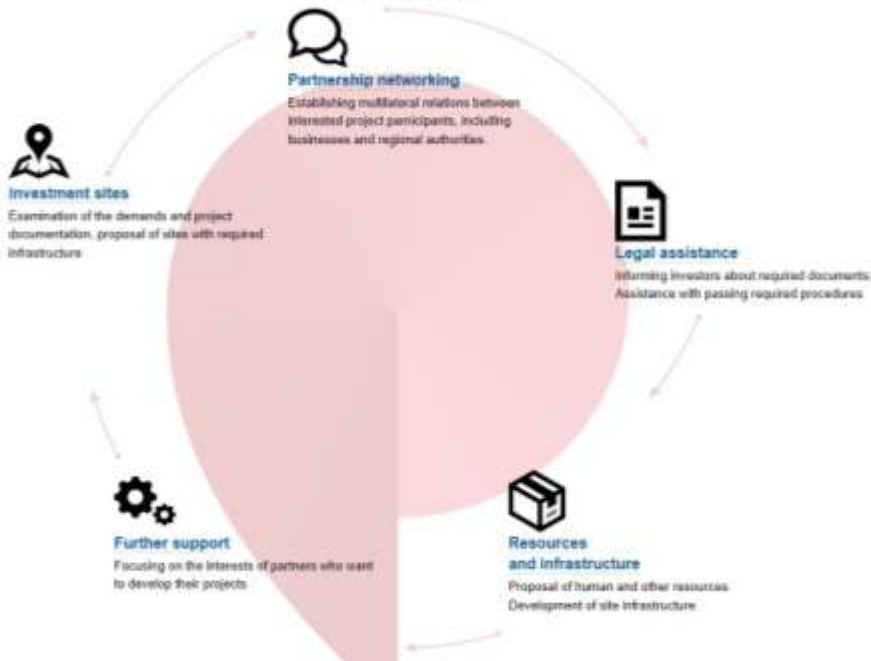 Partnership networking
Establishing multilateral relations between
interested project participants, including
businesses and regional authorities
Investment sites
Examination of the demands and project
documentation, proposal of sites with required
infrastructure
Legal assistance
Informing investors about required documents
Assistance with passing required procedures
Resources
and infrastructure
Proposal of human and other resources
Development of site infrastructure
Further support
Focusing on the interests of partners who want
to develop their projects